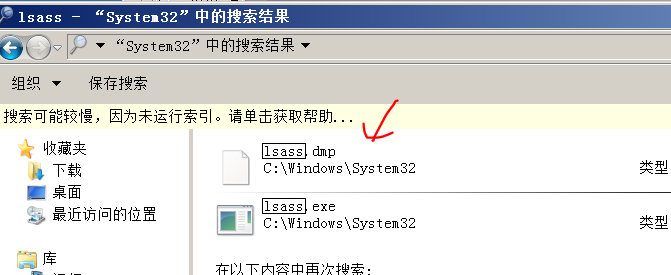 lsass - “System32”中的搜索结果
“System32”中的搜索结果
组织 保存搜索
搜索可能较慢，因为未运行索引。请单击获取帮助...
收藏夹
下载
桌面
最近访问的位置
库
lsass.dmp
C:\Windows\System32
类型
lsass.exe
C:\Windows\System32
类型
在以下内容中再次搜索: